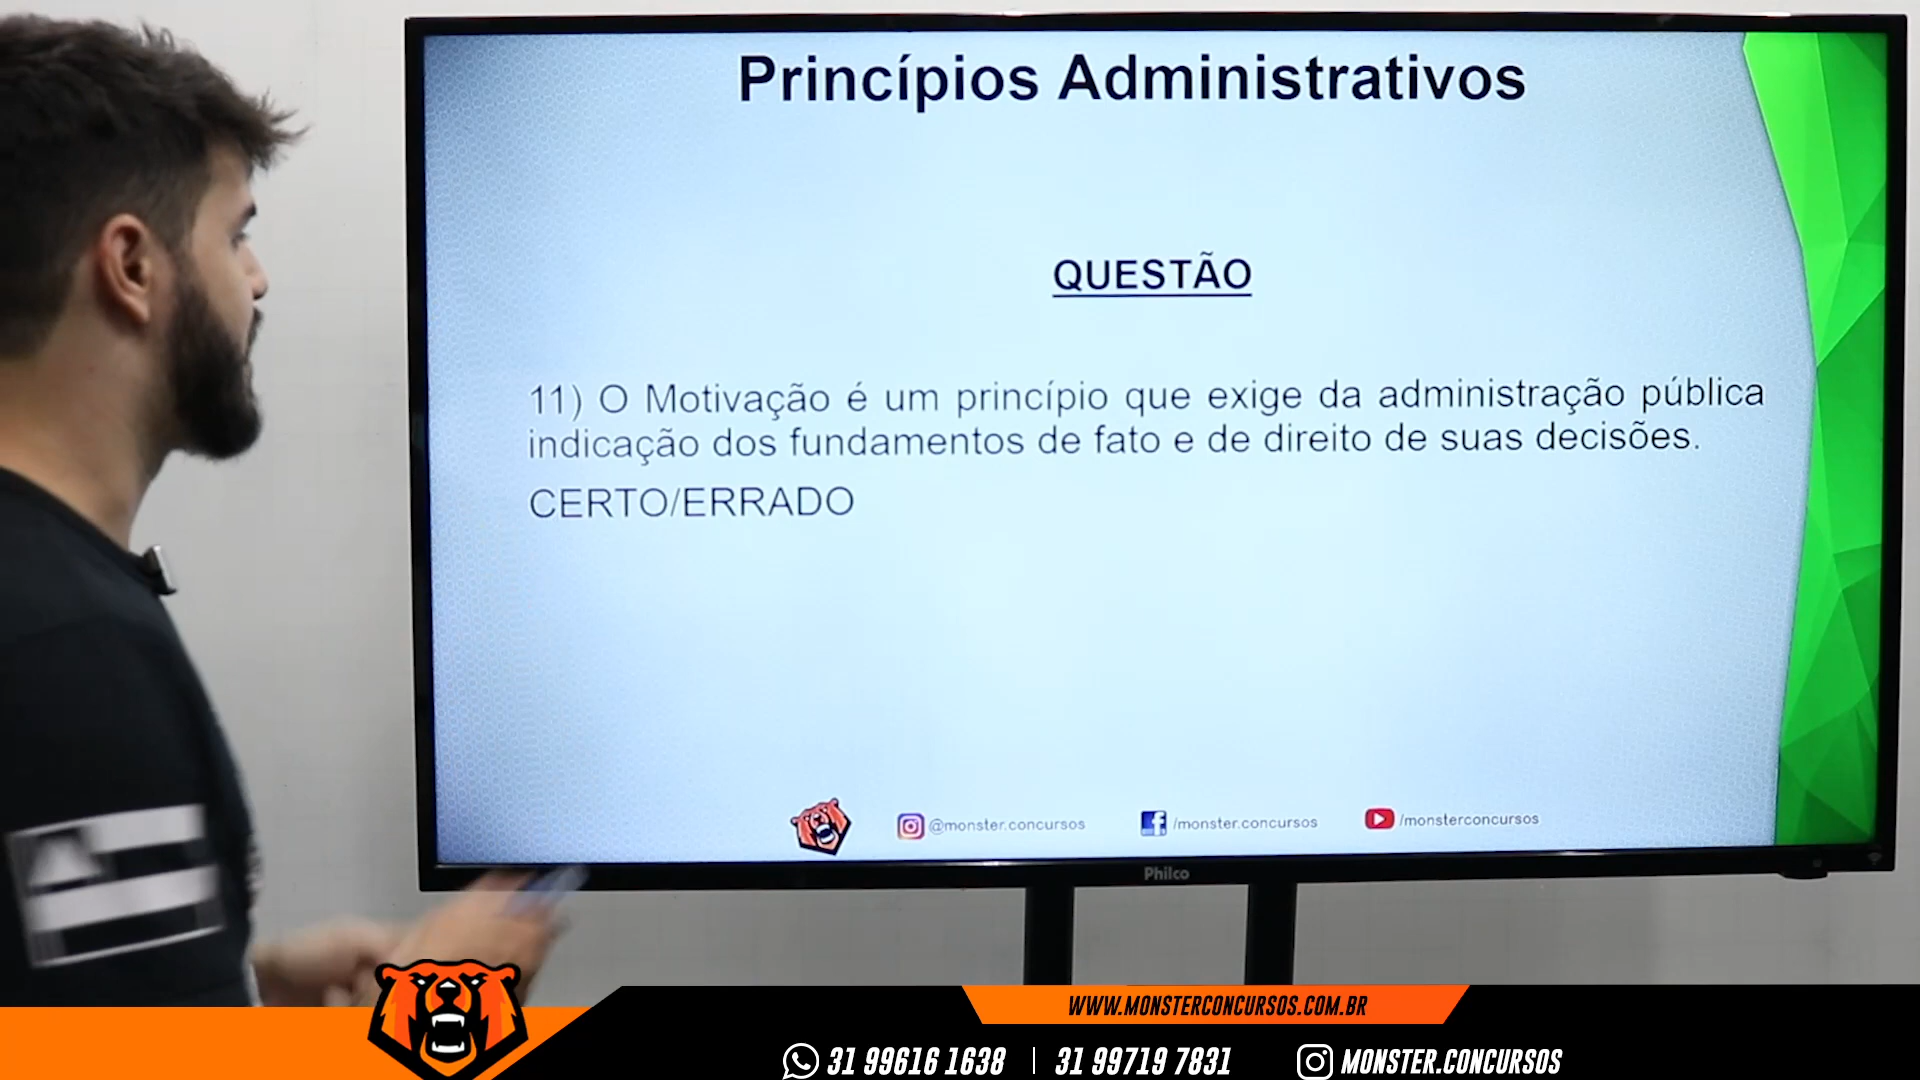 Princípios Administrativos
QUESTÃO
11) O Motivação é um princípio que exige da administração pública
indicação dos fundamentos de fato e de direito de suas decisões.
CERTO/ERRADO
@monster.concursos
/monster.concursos
/monsterconcursos
Philco
WWW.MONSTERCONCURSOS.COM.BR
31 99616 1638 | 31 99719 7831 MONSTER.CONCURSOS